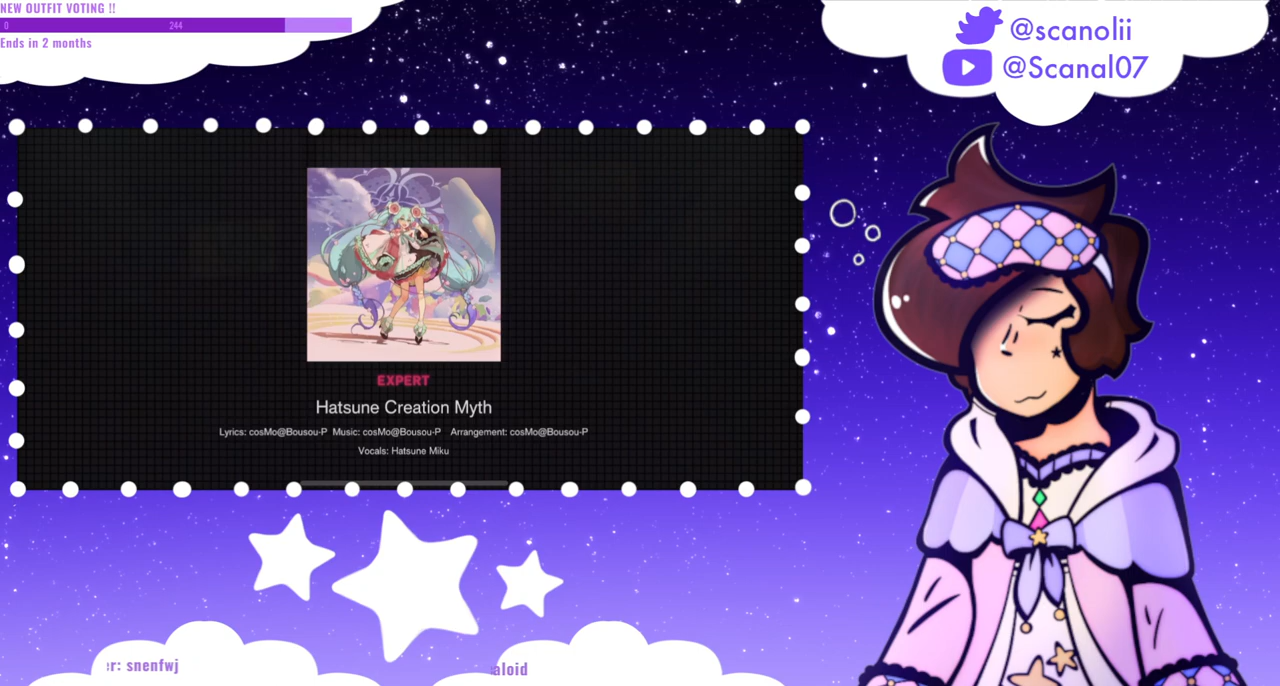 NEW OUTFIT VOTING !!
0 244
Ends in 2 months
@scanolii
@Scanal07
EXPERT
Hatsune Creation Myth
Lyrics: cosMo@Bousou-P Music: cosMo@Bousou-P Arrangement: cosMo@Bousou-P
Vocals: Hatsune Miku
r: snenfwj
aloid